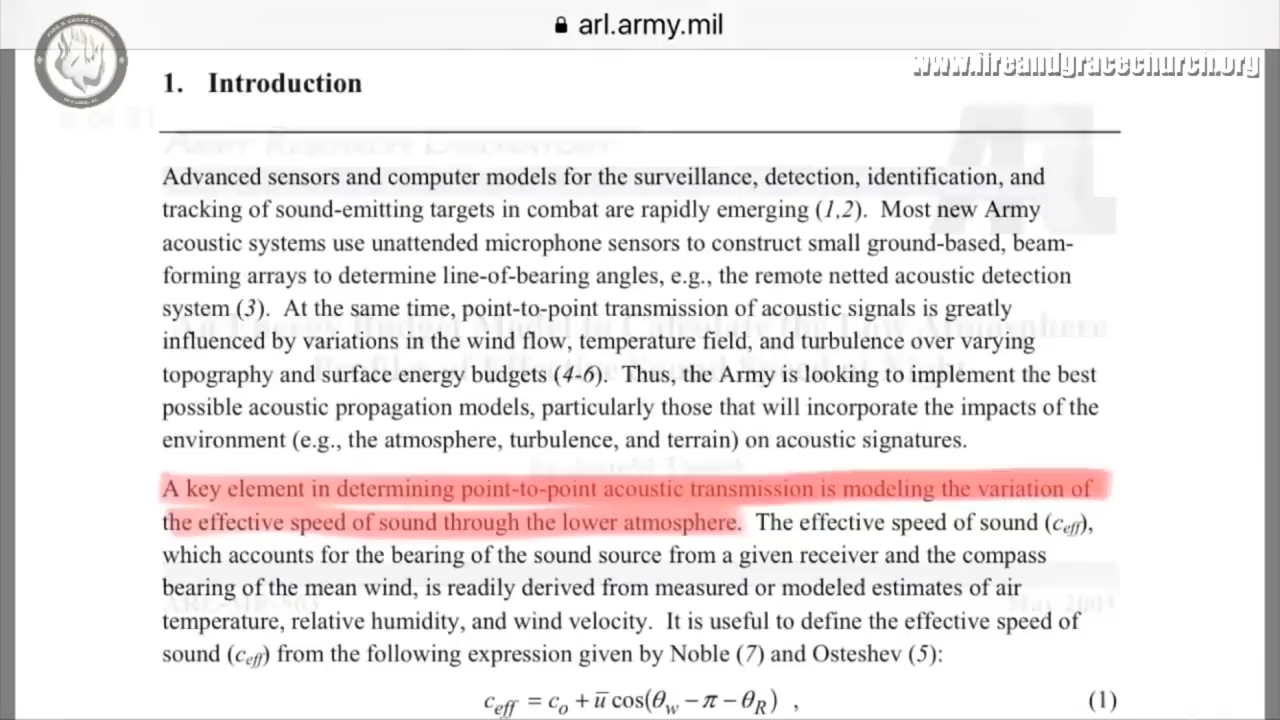 arl.army.mil
www.fireandgracechurch.org
1. Introduction
Advanced sensors and computer models for the surveillance, detection, identification, and
tracking of sound-emitting targets in combat are rapidly emerging (1,2). Most new Army
acoustic systems use unattended microphone sensors to construct small ground-based, beam-
forming arrays to determine line-of-bearing angles, e.g., the remote netted acoustic detection
system (3). At the same time, point-to-point transmission of acoustic signals is greatly
influenced by variations in the wind flow, temperature field, and turbulence over varying
topography and surface energy budgets (4-6). Thus, the Army is looking to implement the best
possible acoustic propagation models, particularly those that will incorporate the impacts of the
environment (e.g., the atmosphere, turbulence, and terrain) on acoustic signatures.
A key element in determining point-to-point acoustic transmission is modeling the variation of
the effective speed of sound through the lower atmosphere. The effective speed of sound (ceff),
which accounts for the bearing of the sound source from a given receiver and the compass
bearing of the mean wind, is readily derived from measured or modeled estimates of air
temperature, relative humidity, and wind velocity. It is useful to define the effective speed of
sound (ceff) from the following expression given by Noble (7) and Osteshev (5):
ceff = co + ū cos(θw − π − θR) , (1)